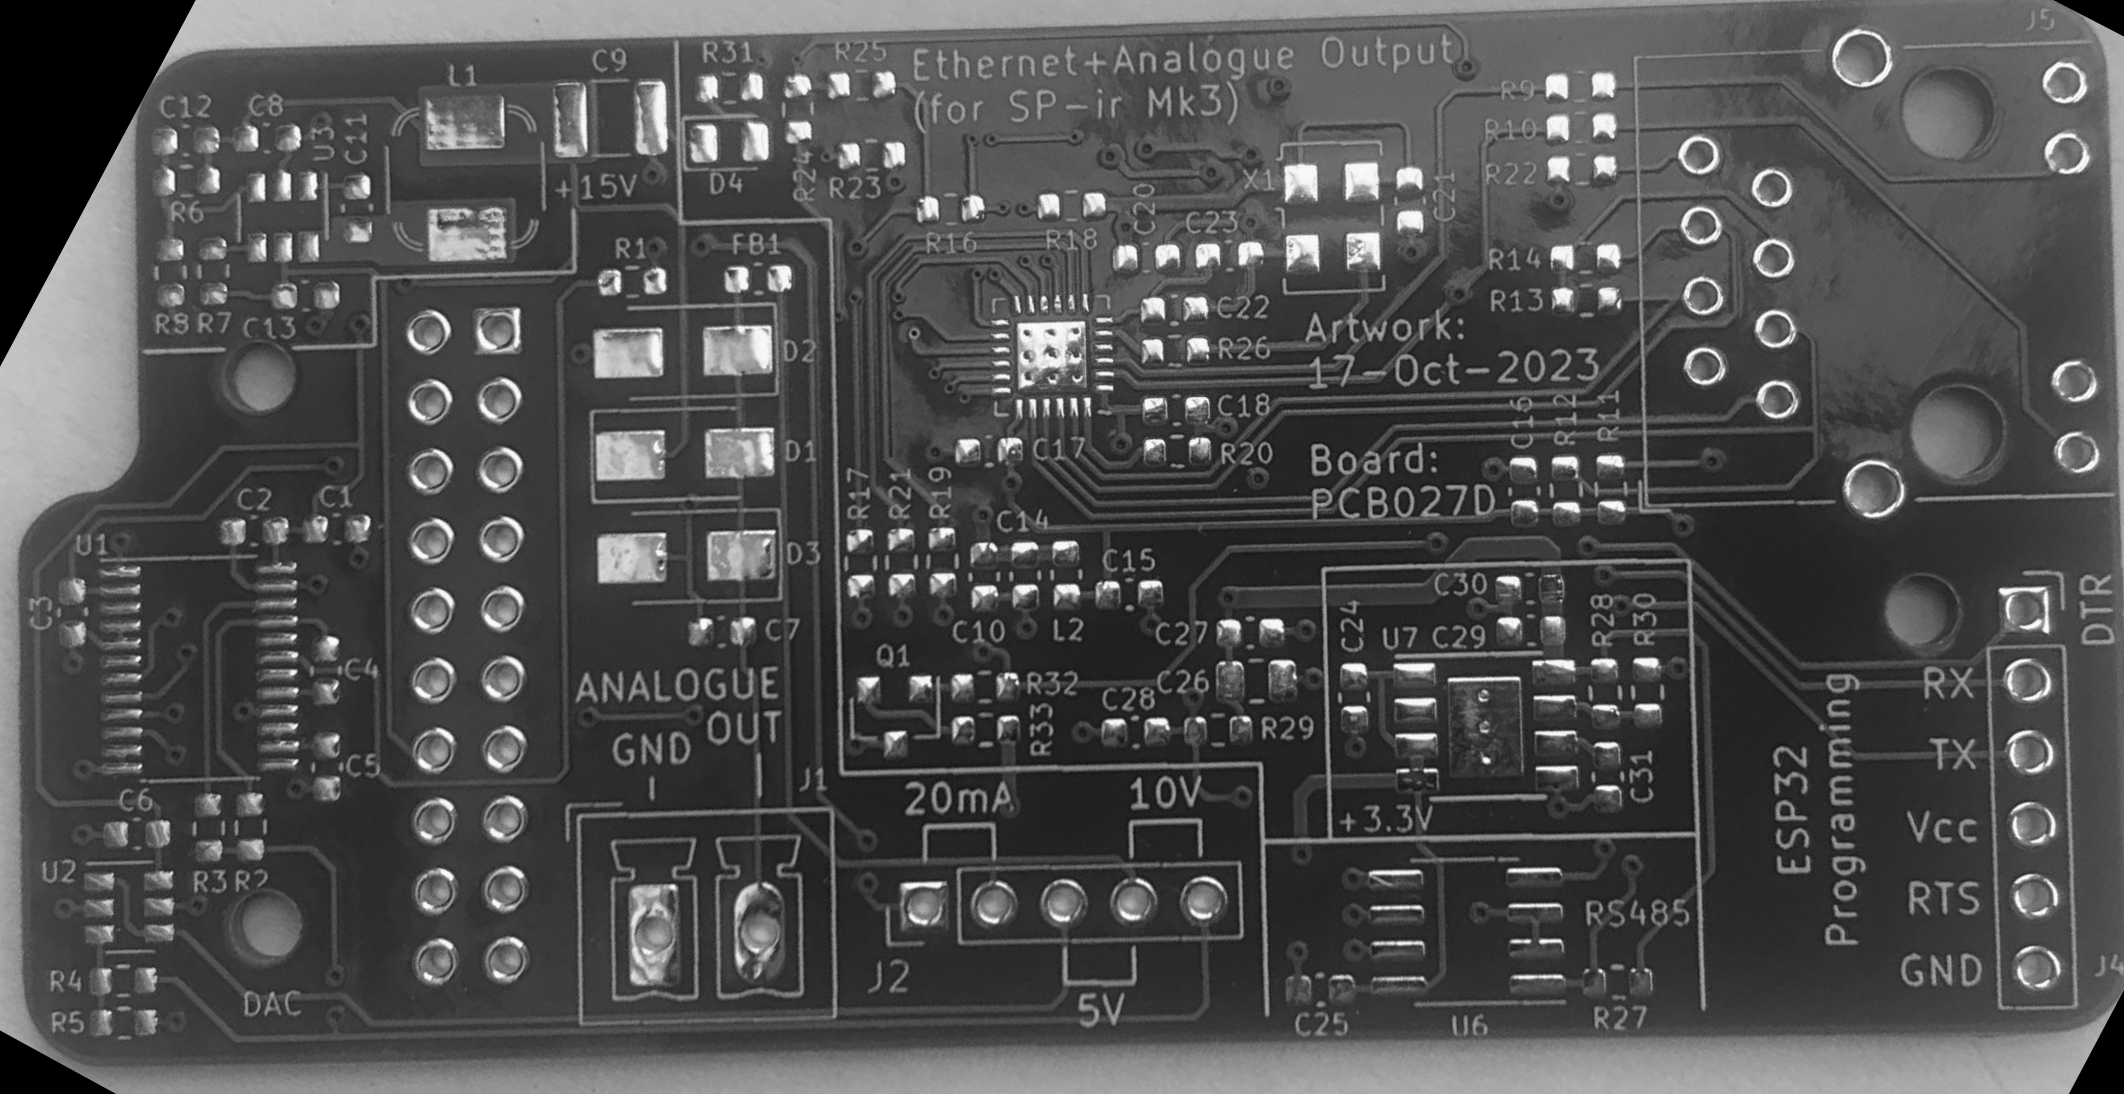 J5
Ethernet+Analogue Output
(for SP-ir Mk3)
R31
R25
C9
L1
C12
C8
U3
C11
+15V
D4
R24
R23
R6
R8
R7
C13
R1
FB1
R16
R18
C20
C23
X1
C21
R9
R10
R22
R14
R13
C22
R26
Artwork:
17-Oct-2023
D2
D1
D3
C18
C17
R20
C16
R12
R11
Board:
PCB027D
R17
R21
R19
C14
C15
C2
C1
U1
C3
C4
C5
C6
C7
C10
L2
C27
C30
C24
U7
C29
R28
R30
Q1
R32
C26
C28
R33
R29
C31
+3.3V
ANALOGUE
OUT
GND
J1
20mA
10V
J2
5V
U2
R3
R2
R4
R5
DAC
RS485
C25
U6
R27
DTR
RX
TX
Vcc
RTS
GND
J4
ESP32
Programming